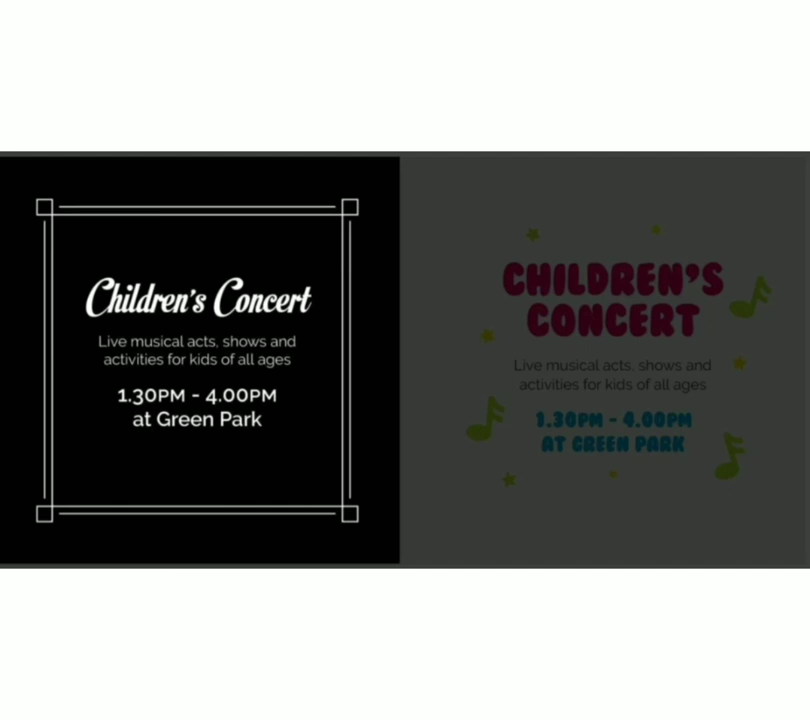 Children's Concert
Live musical acts, shows and
activities for kids of all ages
1.30PM - 4.00PM
at Green Park
CHILDREN'S
CONCERT
Live musical acts, shows and
activities for kids of all ages
1.30PM - 4.00PM
AT GREEN PARK